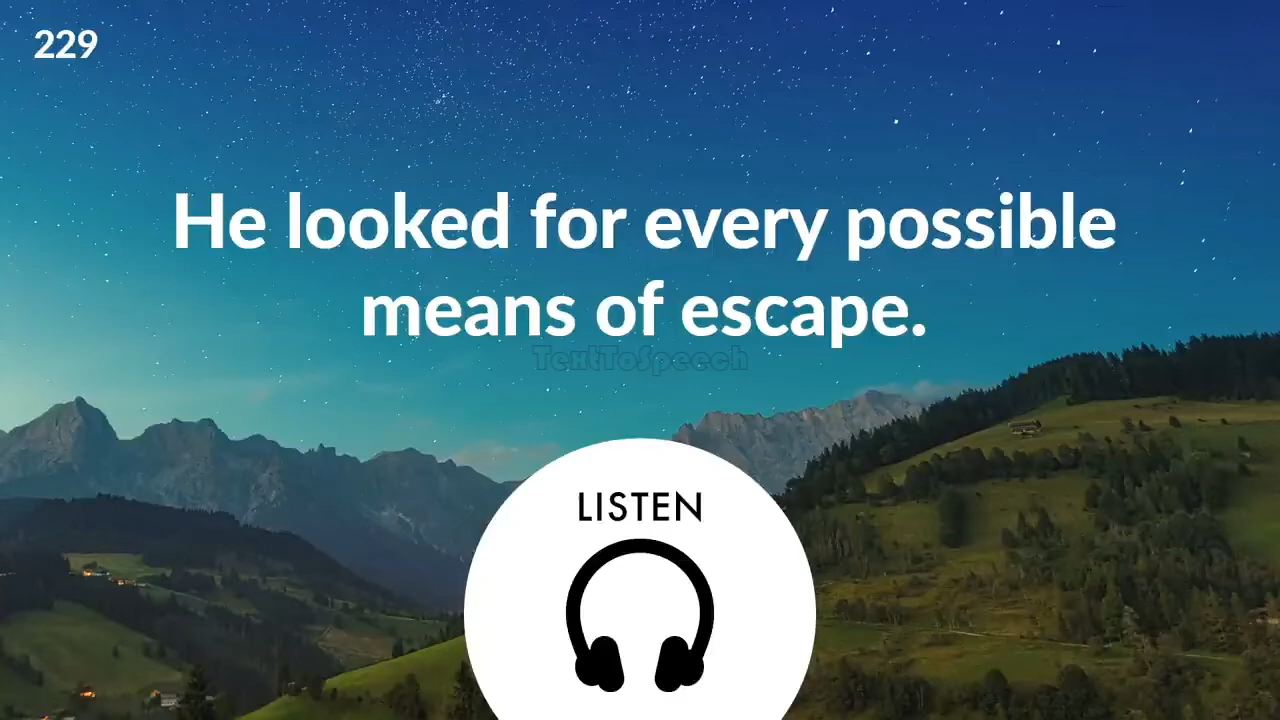 229
He looked for every possible
means of escape.
TextToSpeech
LISTEN